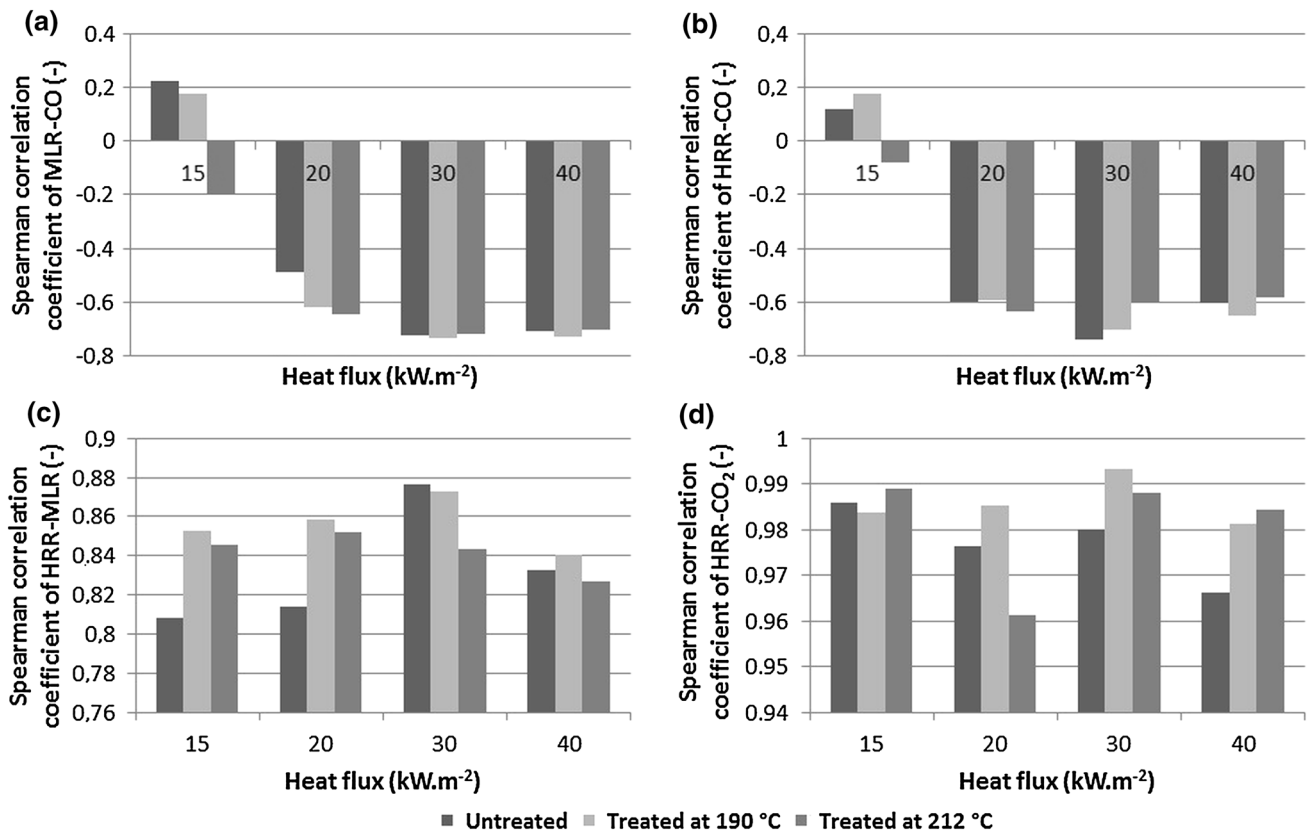 (a)
Spearman correlation
coefficient of MLR-CO (-)
0,4
0,2
0
-0,2
-0,4
-0,6
-0,8
15
20
30
40
Heat flux (kW.m⁻²)
(b)
Spearman correlation
coefficient of HRR-CO (-)
0,4
0,2
0
-0,2
-0,4
-0,6
-0,8
15
20
30
40
Heat flux (kW.m⁻²)
(c)
Spearman correlation
coefficient of HRR-MLR (-)
0,9
0,88
0,86
0,84
0,82
0,8
0,78
0,76
15
20
30
40
Heat flux (kW.m⁻²)
(d)
Spearman correlation
coefficient of HRR-CO₂ (-)
1
0,99
0,98
0,97
0,96
0,95
0,94
15
20
30
40
Heat flux (kW.m⁻²)
Untreated
Treated at 190 °C
Treated at 212 °C